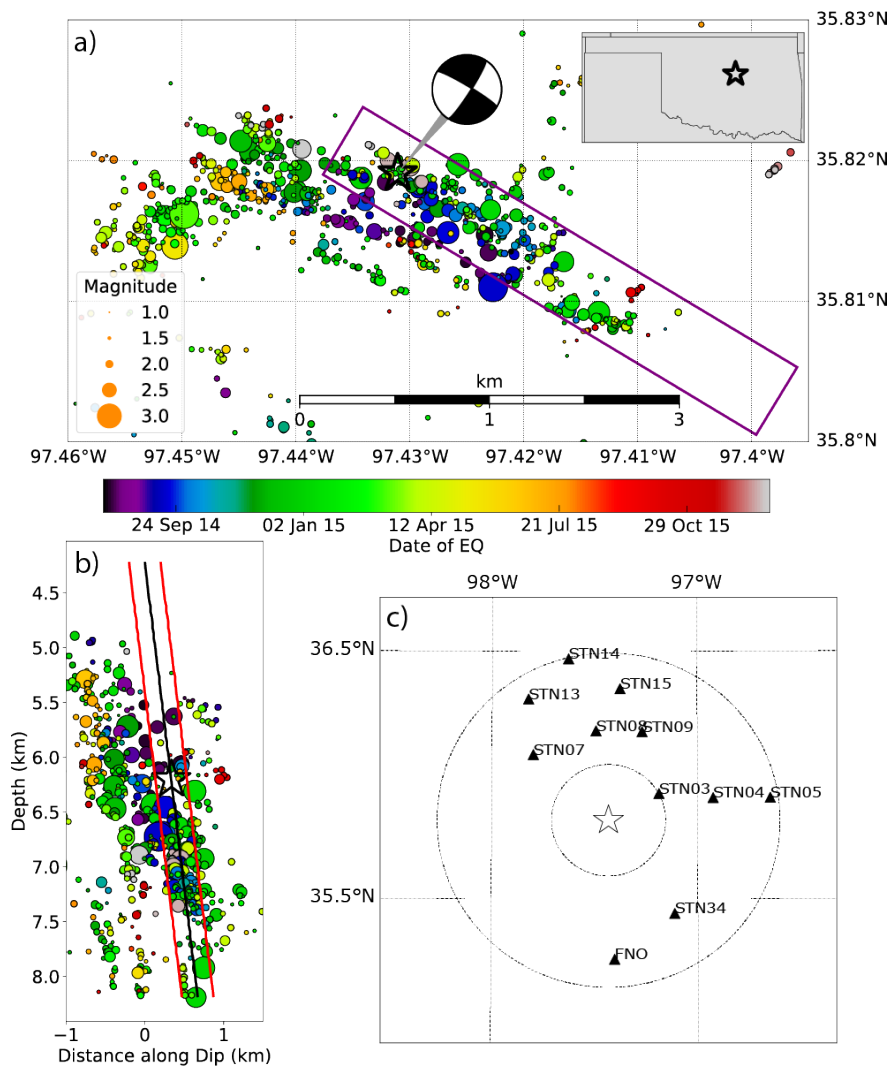 a)
35.83°N
35.82°N
35.81°N
35.8°N
Magnitude
1.0
1.5
2.0
2.5
3.0
km
0 1 3
97.46°W 97.45°W 97.44°W 97.43°W 97.42°W 97.41°W 97.4°W
24 Sep 14 02 Jan 15 12 Apr 15 21 Jul 15 29 Oct 15
Date of EQ
b)
4.5
5.0
5.5
6.0
6.5
7.0
7.5
8.0
Depth (km)
−1 0 1
Distance along Dip (km)
c)
98°W 97°W
36.5°N
35.5°N
STN14
STN15
STN13
STN08
STN09
STN07
STN03
STN04
STN05
STN34
FNO